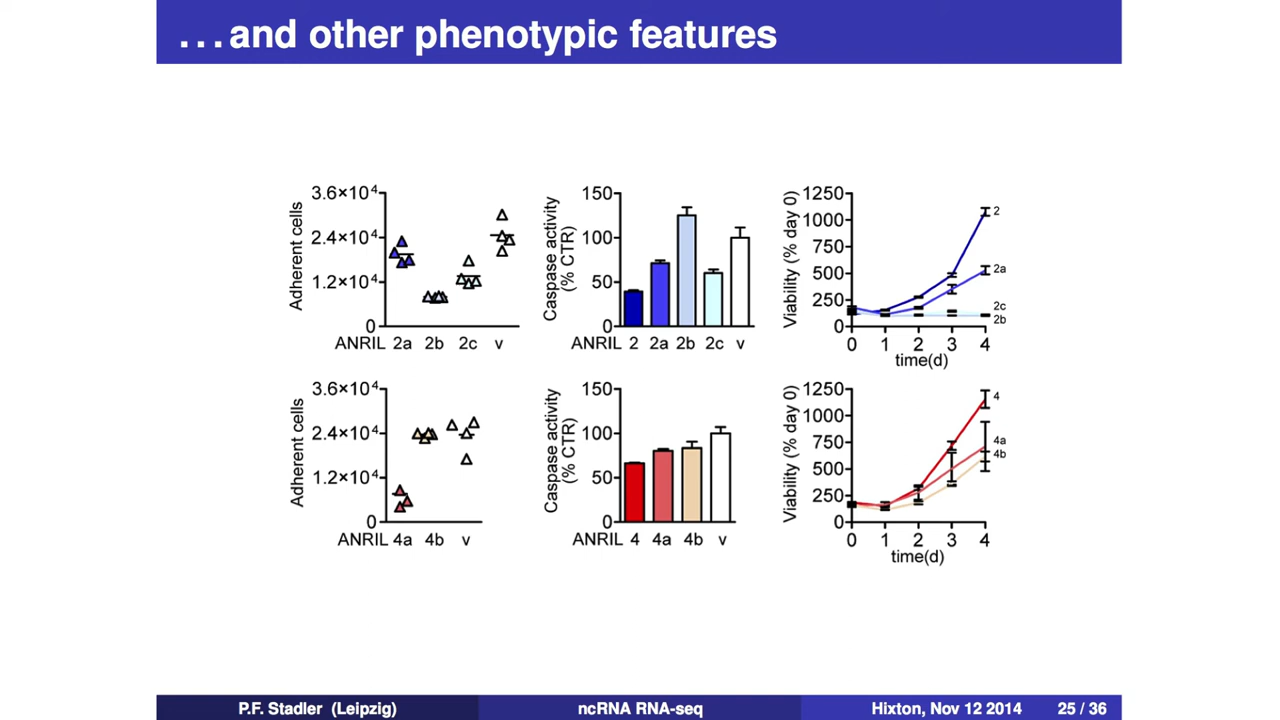 ...and other phenotypic features
Adherent cells
3.6×10⁴
2.4×10⁴
1.2×10⁴
0
ANRIL 2a 2b 2c v
Caspase activity
(% CTR)
150
100
50
0
ANRIL 2 2a 2b 2c v
Viability (% day 0)
1250
1000
750
500
250
0
0 1 2 3 4
time(d)
2
2a
2c
2b
Adherent cells
3.6×10⁴
2.4×10⁴
1.2×10⁴
0
ANRIL 4a 4b v
Caspase activity
(% CTR)
150
100
50
0
ANRIL 4 4a 4b v
Viability (% day 0)
1250
1000
750
500
250
0
0 1 2 3 4
time(d)
4
4a
4b
P.F. Stadler (Leipzig) ncRNA RNA-seq Hixton, Nov 12 2014 25 / 36